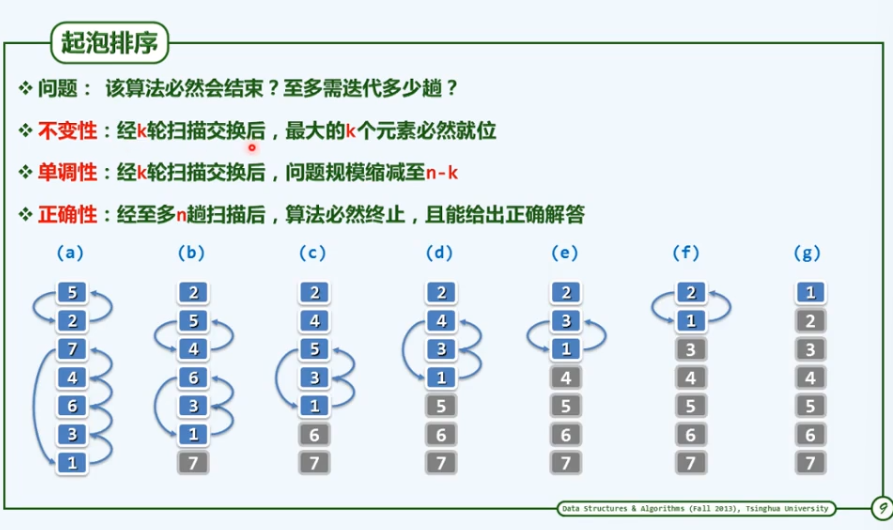 起泡排序
❖ 问题： 该算法必然会结束？至多需迭代多少趟？
❖ 不变性：经k轮扫描交换后，最大的k个元素必然就位
❖ 单调性：经k轮扫描交换后，问题规模缩减至n-k
❖ 正确性：经至多n趟扫描后，算法必然终止，且能给出正确解答
(a) (b) (c) (d) (e) (f) (g)
5 2 2 2 2 2 1
2 5 4 4 3 1 2
7 4 5 3 1 3 3
4 6 3 1 4 4 4
6 3 1 5 5 5 5
3 1 6 6 6 6 6
1 7 7 7 7 7 7
Data Structures & Algorithms (Fall 2013), Tsinghua University
9